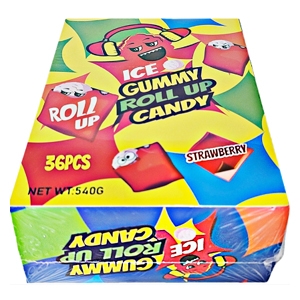 ICE
GUMMY
ROLL UP
CANDY
ROLL
UP
36PCS
STRAWBERRY
NET WT.540G
ICE
GUMMY
ROLL UP
CANDY